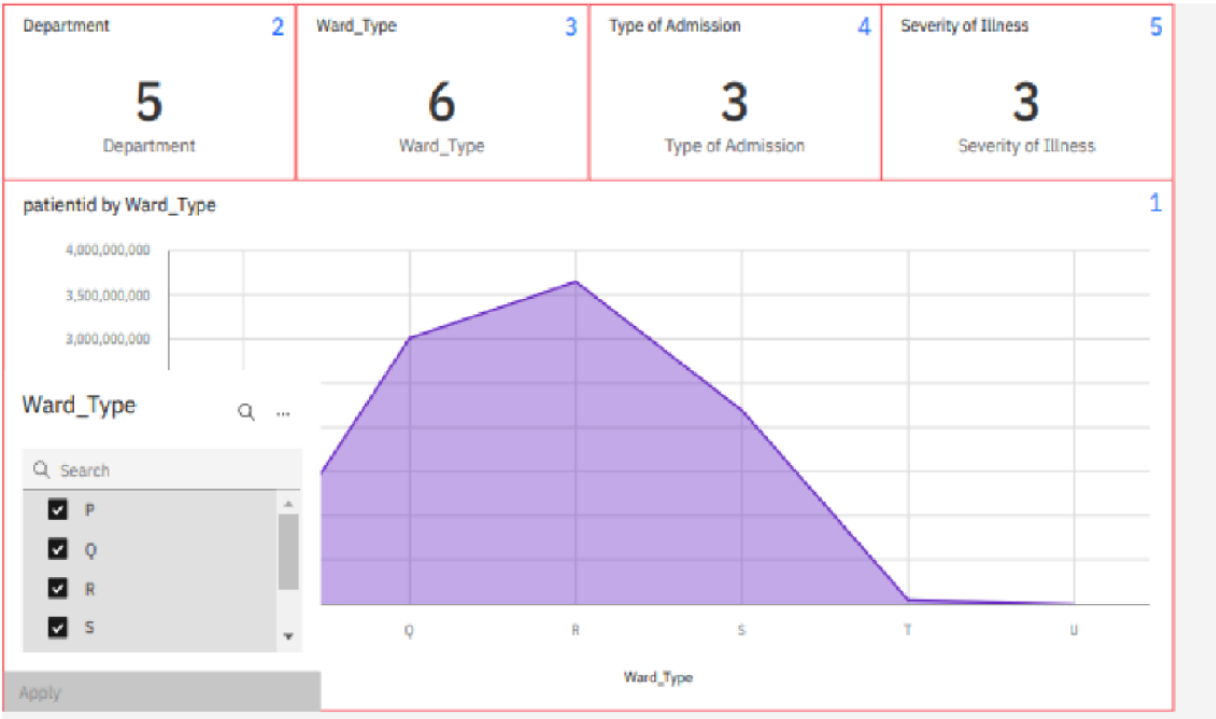 Department 2
Ward_Type 3
Type of Admission 4
Severity of Illness 5
5
Department
6
Ward_Type
3
Type of Admission
3
Severity of Illness
patientid by Ward_Type 1
4,000,000,000
3,500,000,000
3,000,000,000
Ward_Type ...
Search
P
Q
R
S
Q R S T U
Ward_Type
Apply